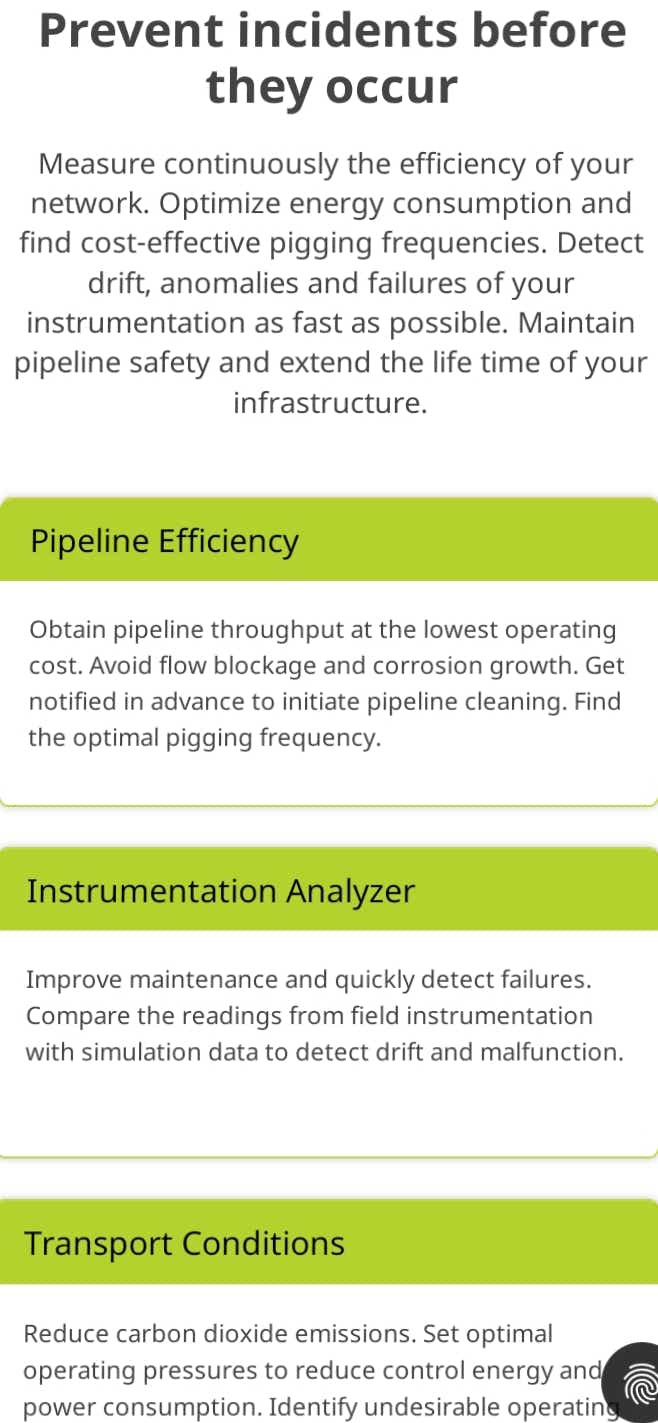 Prevent incidents before
they occur
Measure continuously the efficiency of your
network. Optimize energy consumption and
find cost-effective pigging frequencies. Detect
drift, anomalies and failures of your
instrumentation as fast as possible. Maintain
pipeline safety and extend the life time of your
infrastructure.
Pipeline Efficiency
Obtain pipeline throughput at the lowest operating
cost. Avoid flow blockage and corrosion growth. Get
notified in advance to initiate pipeline cleaning. Find
the optimal pigging frequency.
Instrumentation Analyzer
Improve maintenance and quickly detect failures.
Compare the readings from field instrumentation
with simulation data to detect drift and malfunction.
Transport Conditions
Reduce carbon dioxide emissions. Set optimal
operating pressures to reduce control energy and
power consumption. Identify undesirable operating